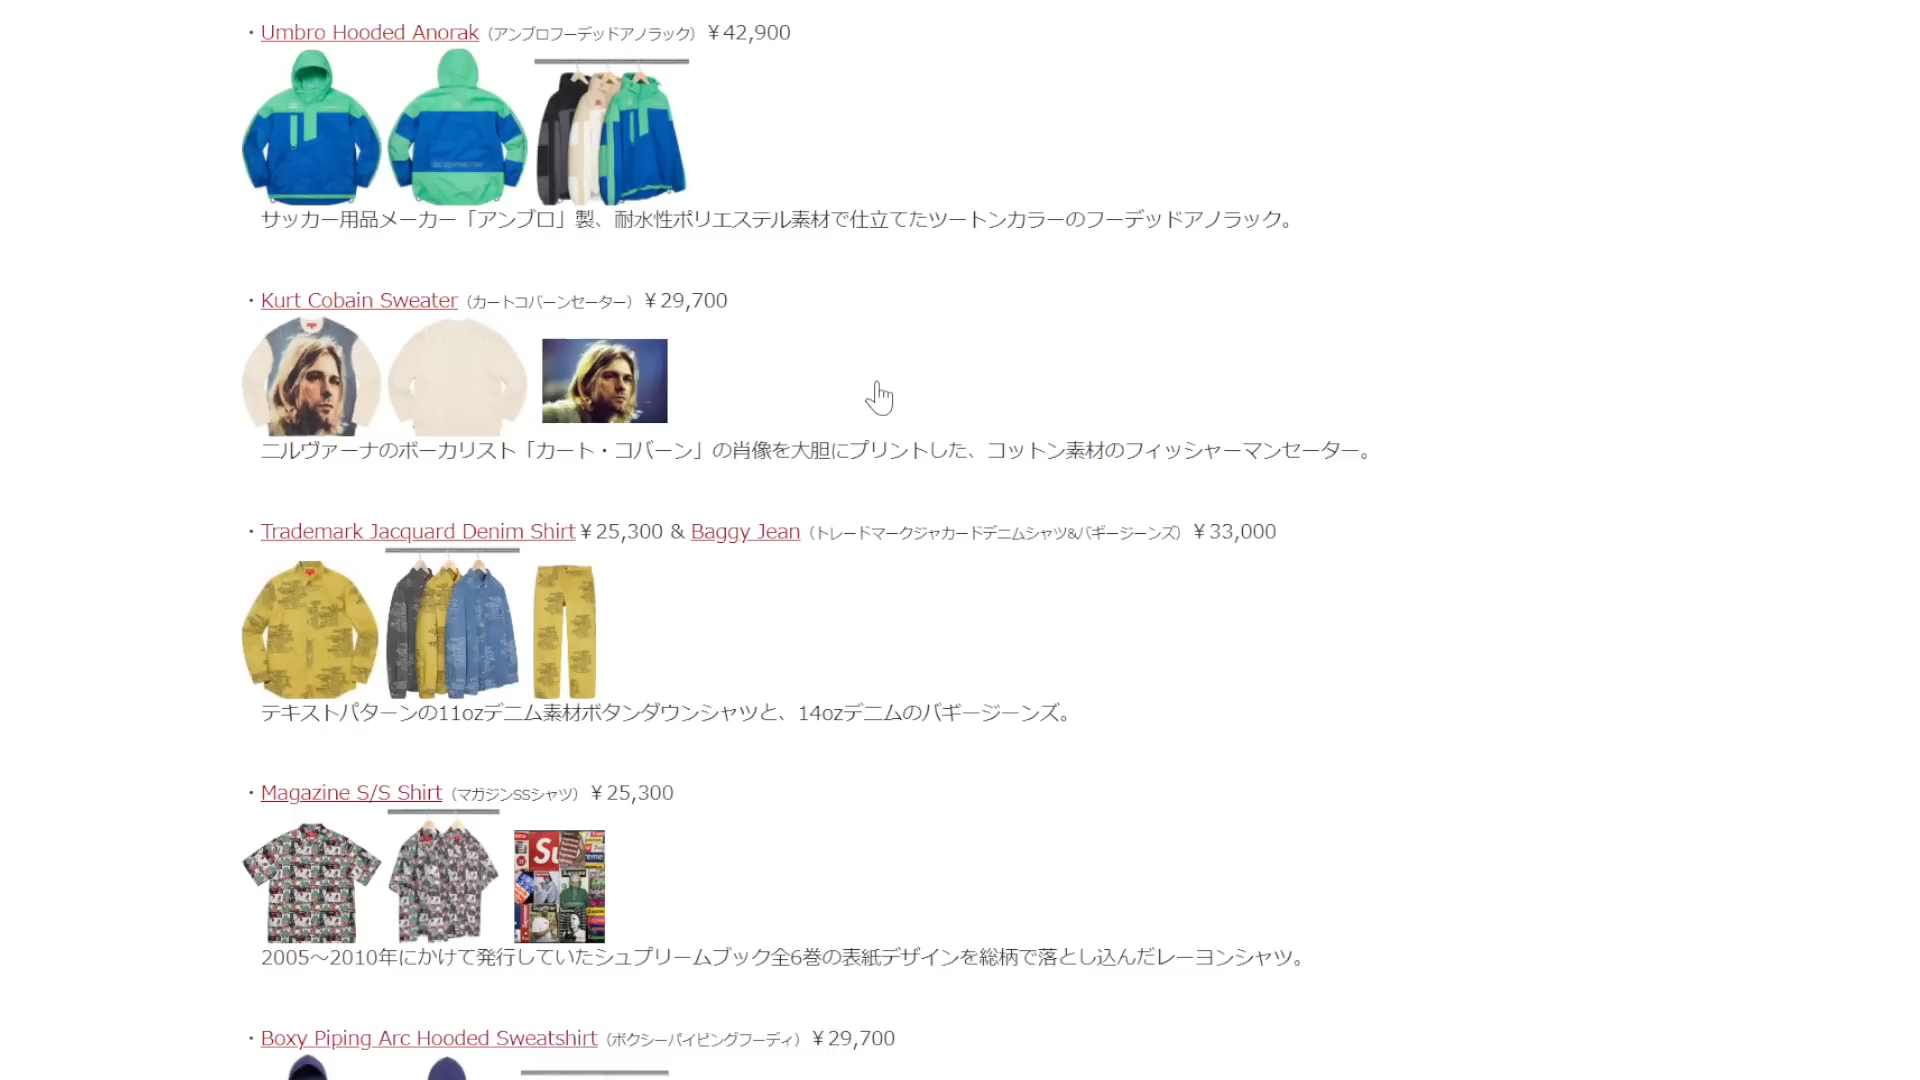 ・Umbro Hooded Anorak（アンブロフーデッドアノラック）￥42,900
サッカー用品メーカー「アンブロ」製、耐水性ポリエステル素材で仕立てたツートンカラーのフーデッドアノラック。
・Kurt Cobain Sweater（カートコバーンセーター）￥29,700
ニルヴァーナのボーカリスト「カート・コバーン」の肖像を大胆にプリントした、コットン素材のフィッシャーマンセーター。
・Trademark Jacquard Denim Shirt￥25,300 & Baggy Jean（トレードマークジャカードデニムシャツ&バギージーンズ）￥33,000
テキストパターンの11ozデニム素材ボタンダウンシャツと、14ozデニムのバギージーンズ。
・Magazine S/S Shirt（マガジンSSシャツ）￥25,300
Su
2005～2010年にかけて発行していたシュプリームブック全6巻の表紙デザインを総柄で落とし込んだレーヨンシャツ。
・Boxy Piping Arc Hooded Sweatshirt（ボクシーパイピングフーディ）￥29,700